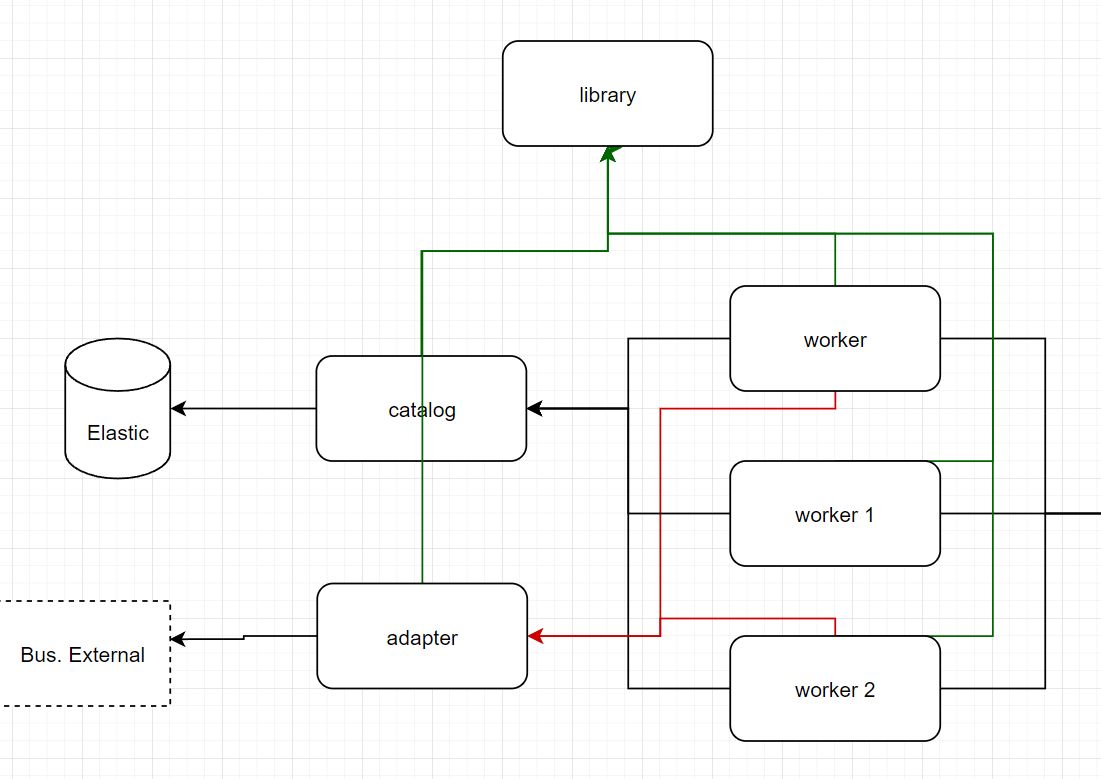 library
worker
catalog
Elastic
worker 1
adapter
Bus. External
worker 2